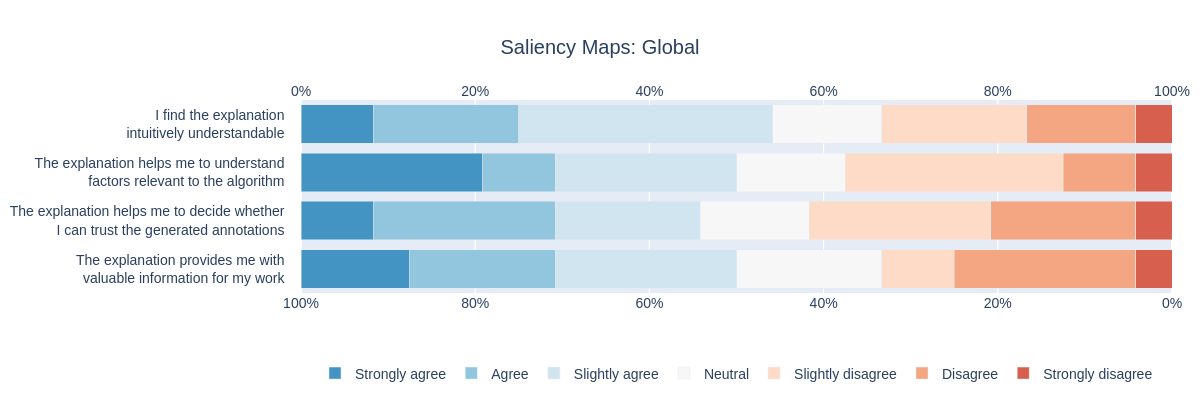 Saliency Maps: Global
0% 20% 40% 60% 80% 100%
I find the explanation
intuitively understandable
The explanation helps me to understand
factors relevant to the algorithm
The explanation helps me to decide whether
I can trust the generated annotations
The explanation provides me with
valuable information for my work
100% 80% 60% 40% 20% 0%
Strongly agree Agree Slightly agree Neutral Slightly disagree Disagree Strongly disagree